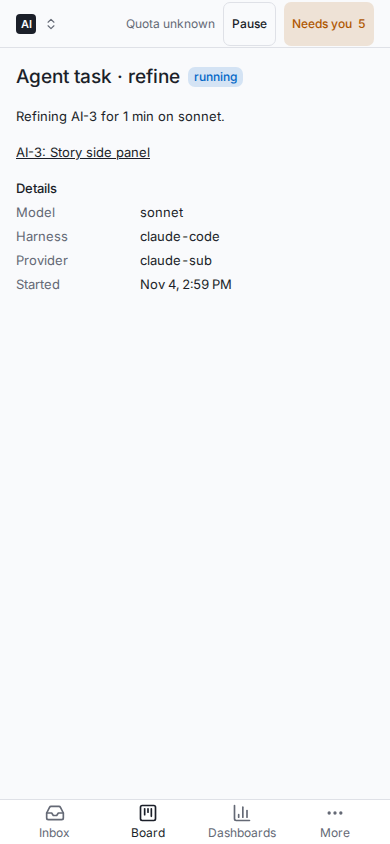 AI
Quota unknown
Pause
Needs you 5
Agent task · refine running
Refining AI-3 for 1 min on sonnet.
AI-3: Story side panel
Details
Model sonnet
Harness claude-code
Provider claude-sub
Started Nov 4, 2:59 PM
Inbox
Board
Dashboards
More